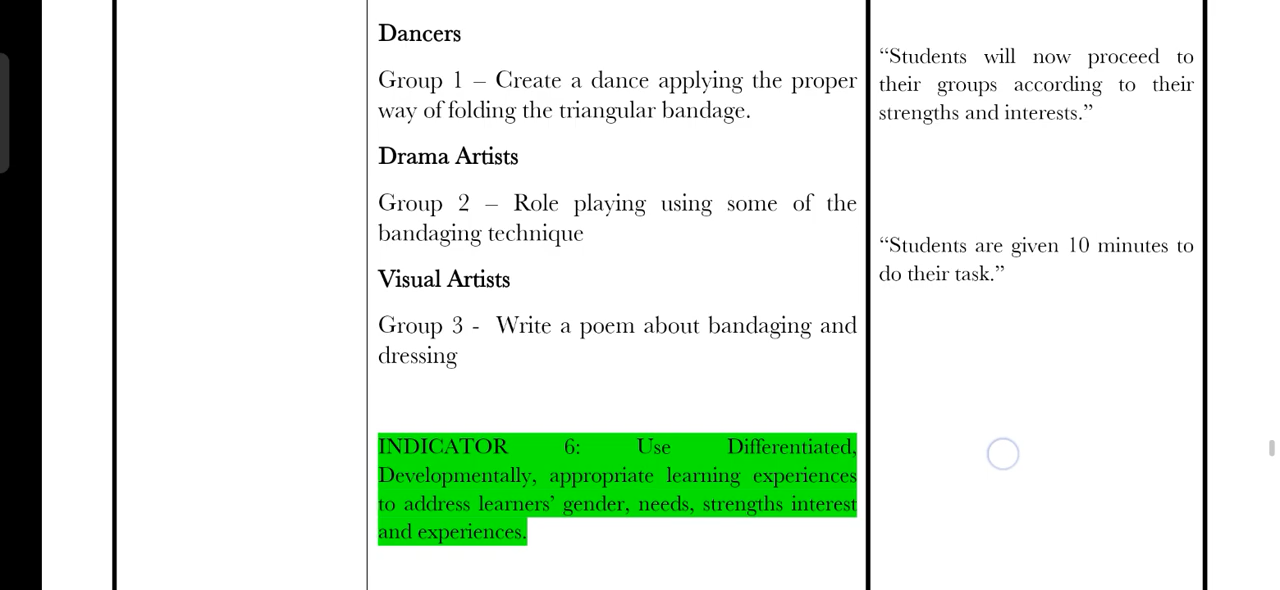 Dancers
Group 1 – Create a dance applying the proper
way of folding the triangular bandage.
Drama Artists
Group 2 – Role playing using some of the
bandaging technique
Visual Artists
Group 3 - Write a poem about bandaging and
dressing
INDICATOR 6: Use Differentiated,
Developmentally, appropriate learning experiences
to address learners’ gender, needs, strengths interest
and experiences.
“Students will now proceed to
their groups according to their
strengths and interests.”
“Students are given 10 minutes to
do their task.”